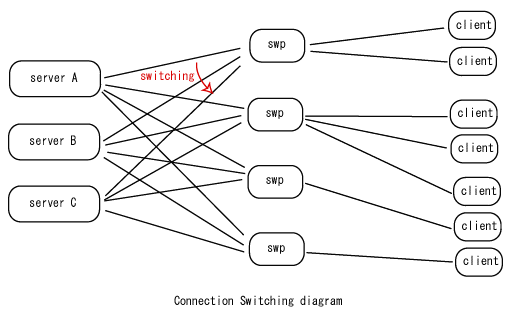 client
swp
client
server A
switching
swp
client
server B
client
swp
client
server C
client
swp
client
Connection Switching diagram